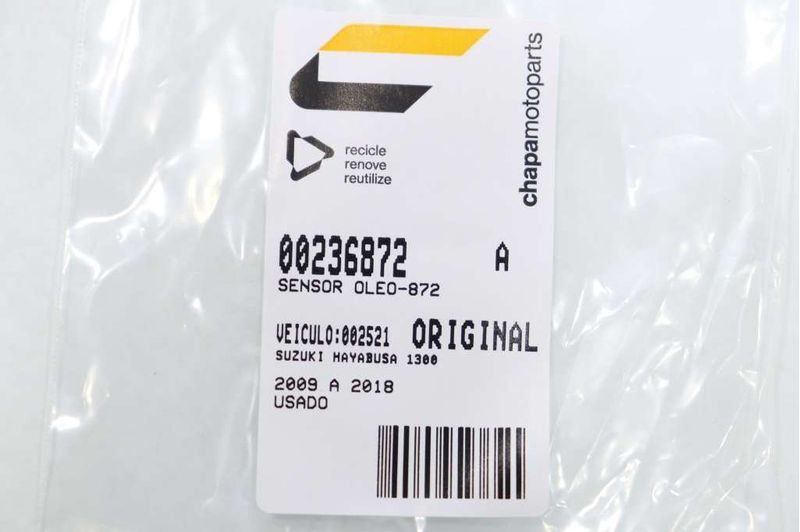 chapamotoparts
recicle
renove
reutilize
00236872 A
SENSOR OLEO-872
VEICULO:002521 ORIGINAL
SUZUKI HAYABUSA 1300
2009 A 2018
USADO